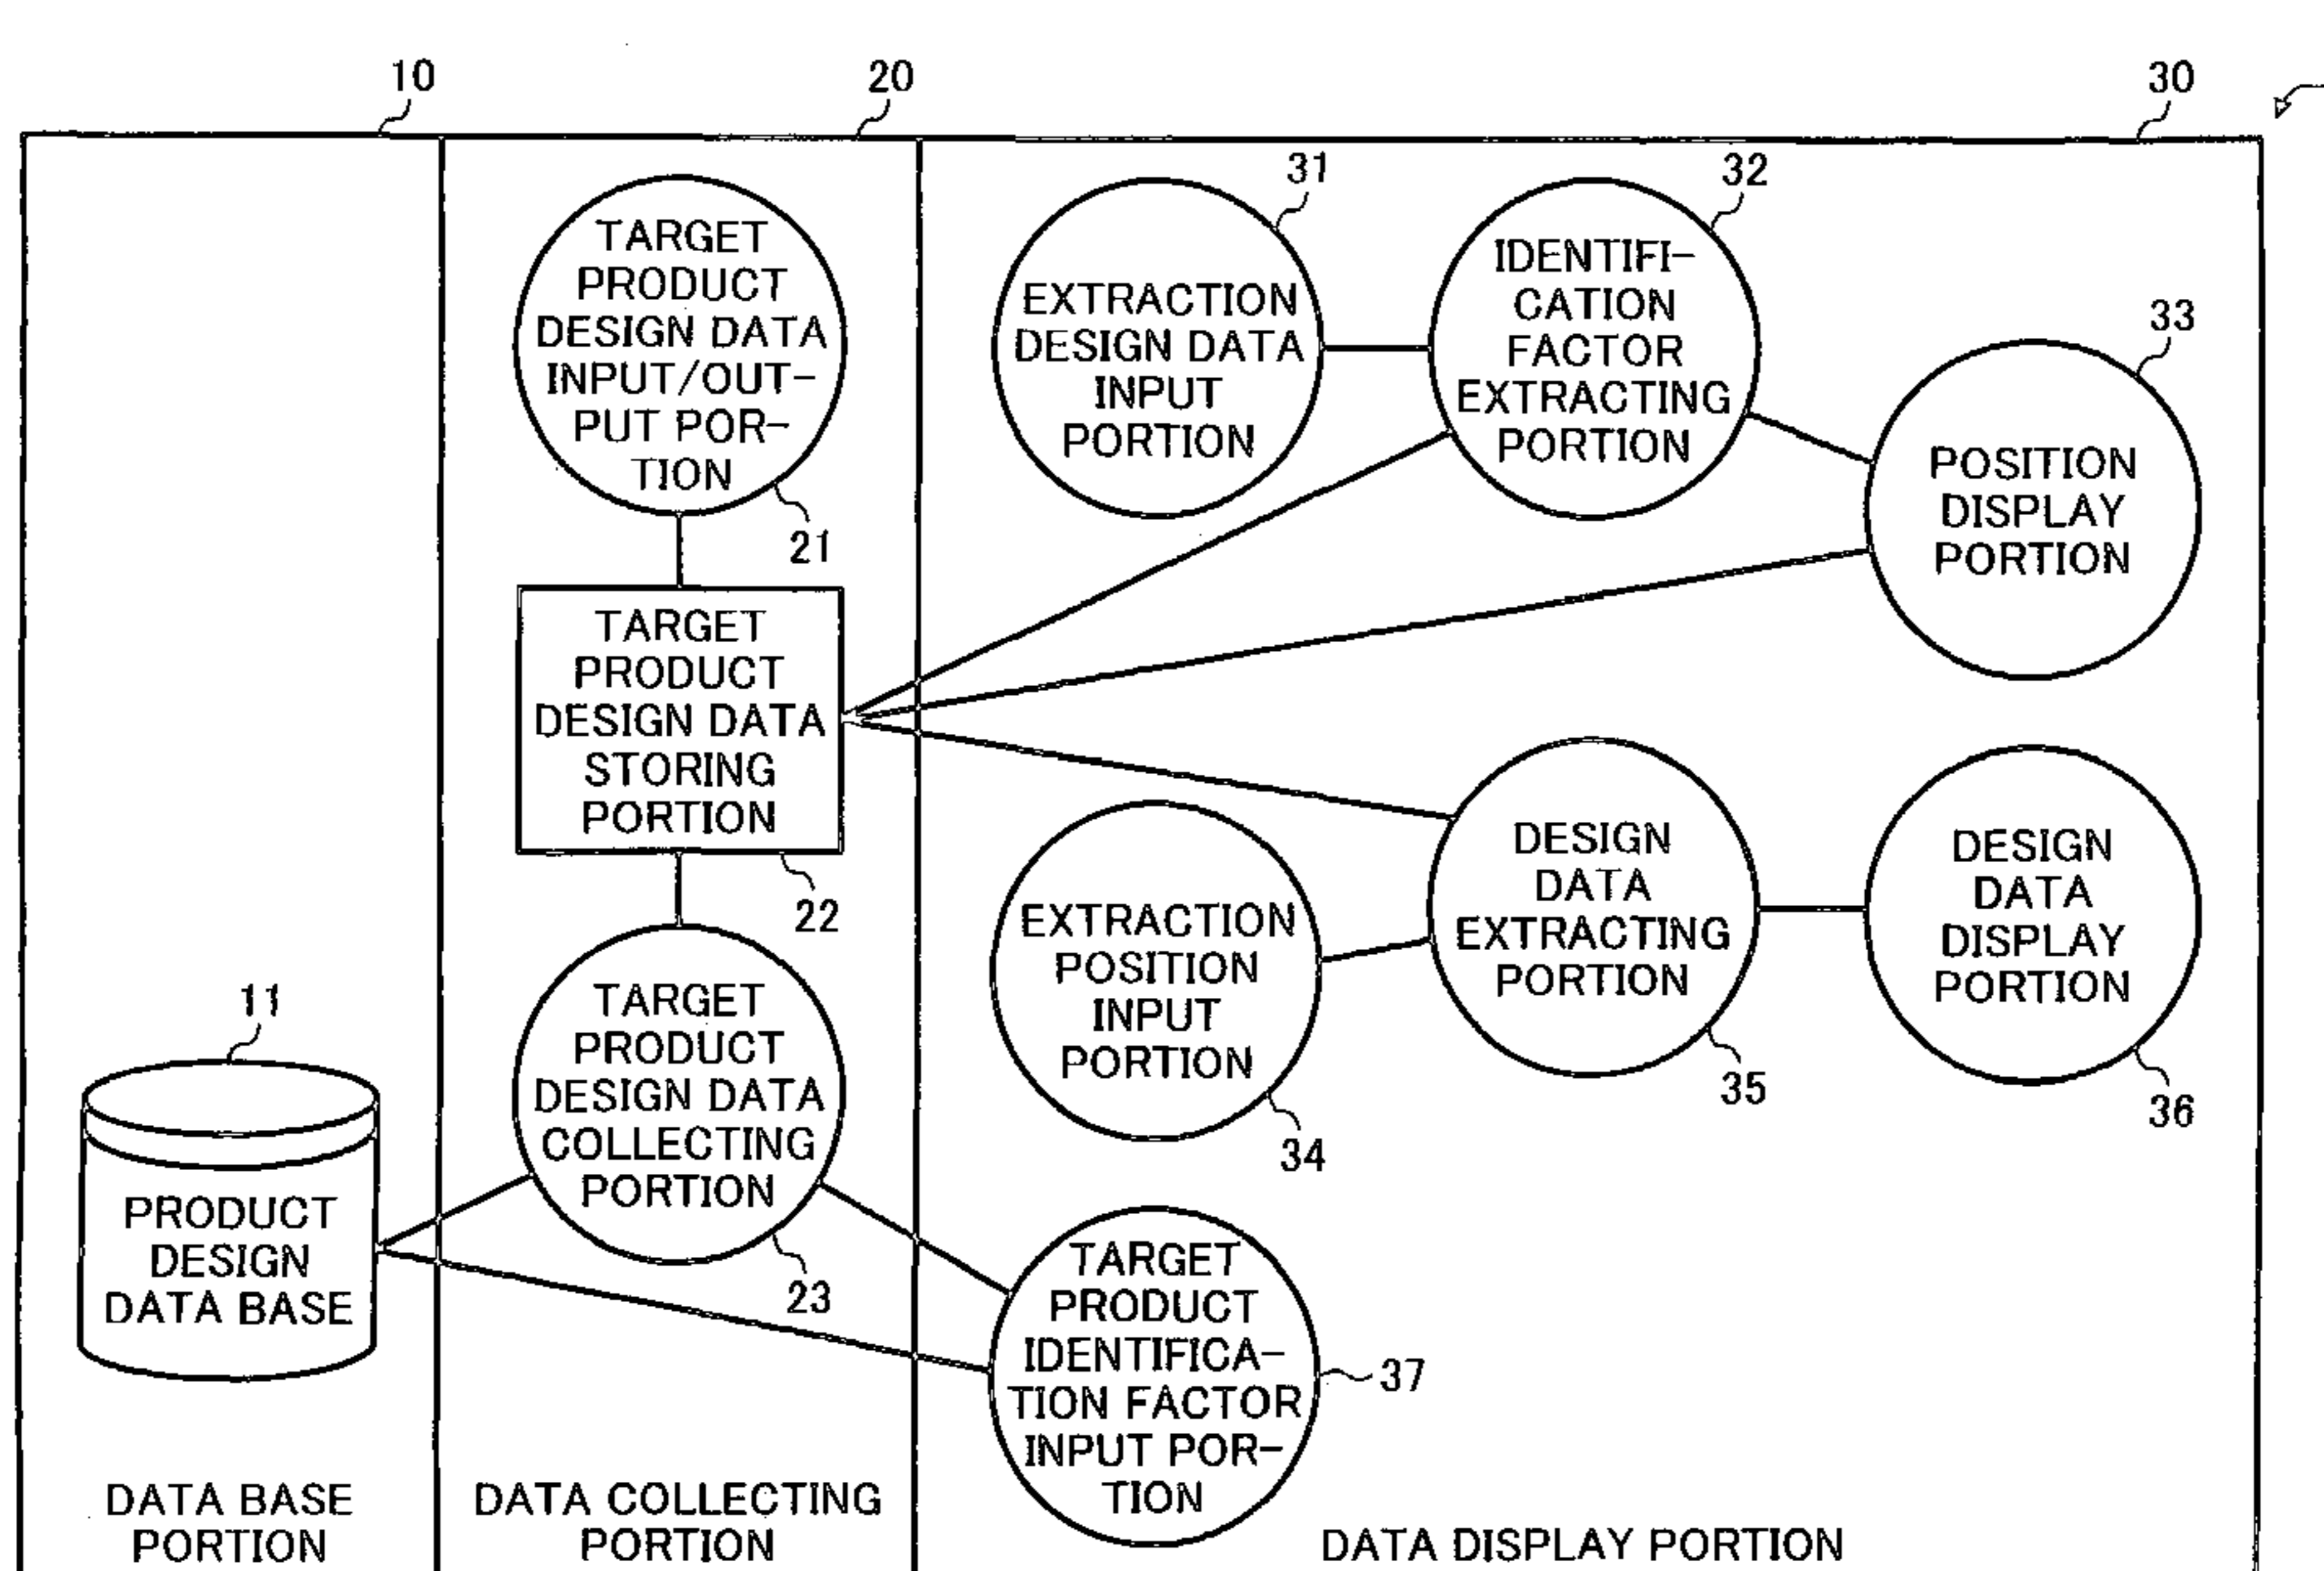 10
20
30
TARGET
PRODUCT
DESIGN DATA
INPUT/OUT-
PUT POR-
TION
21
31
EXTRACTION
DESIGN DATA
INPUT
PORTION
32
IDENTIFI-
CATION
FACTOR
EXTRACTING
PORTION
33
POSITION
DISPLAY
PORTION
TARGET
PRODUCT
DESIGN DATA
STORING
PORTION
22
EXTRACTION
POSITION
INPUT
PORTION
34
DESIGN
DATA
EXTRACTING
PORTION
35
DESIGN
DATA
DISPLAY
PORTION
36
11
PRODUCT
DESIGN
DATA BASE
TARGET
PRODUCT
DESIGN DATA
COLLECTING
PORTION
23
TARGET
PRODUCT
IDENTIFICA-
TION FACTOR
INPUT POR-
TION
37
DATA BASE
PORTION
DATA COLLECTING
PORTION
DATA DISPLAY PORTION